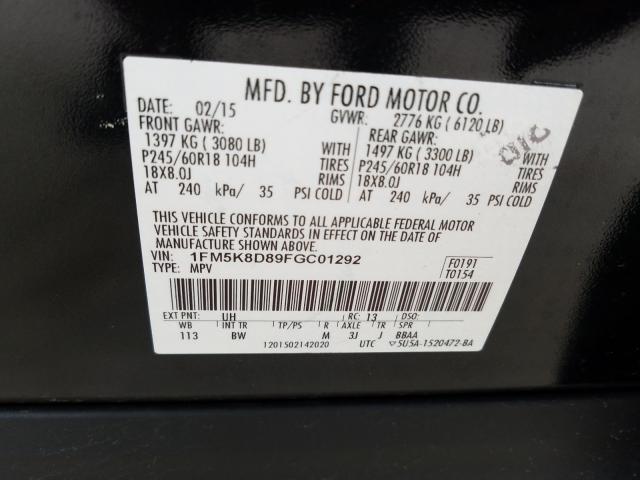 MFD. BY FORD MOTOR CO.
DATE: 02/15 GVWR: 2776 KG ( 6120 LB)
FRONT GAWR: REAR GAWR:
1397 KG ( 3080 LB) WITH 1497 KG ( 3300 LB) WITH
P245/60R18 104H TIRES P245/60R18 104H TIRES
18X8.0J RIMS 18X8.0J RIMS
AT 240 kPa/ 35 PSI COLD AT 240 kPa/ 35 PSI COLD
THIS VEHICLE CONFORMS TO ALL APPLICABLE FEDERAL MOTOR
VEHICLE SAFETY STANDARDS IN EFFECT ON THE DATE OF
MANUFACTURE SHOWN ABOVE.
VIN: 1FM5K8D89FGC01292 F0191
TYPE: MPV T0154
EXT PNT: UH RC: 13 DSO:
WB INT TR TP/PS R AXLE TR SPR
113 BW M 3J J BBAA
1201502142020 UTC 5U5A-1520472-BA